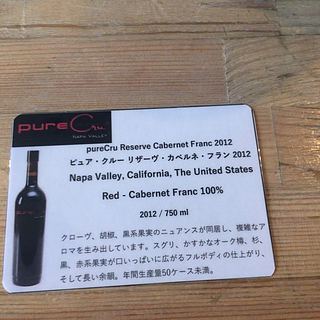 pureCru.
NAPA VALLEY
pureCru Reserve Cabernet Franc 2012
ピュア・クルー リザーヴ・カベルネ・フラン 2012
Napa Valley, California, The United States
Red - Cabernet Franc 100%
2012 / 750 ml
クローヴ、胡椒、黒系果実のニュアンスが同居し、複雑なア
ロマを生み出しています。スグリ、かすかなオーク樽、杉、
黒、赤系果実が口いっぱいに広がるフルボディの仕上がり、
そして長い余韻。年間生産量50ケース未満。